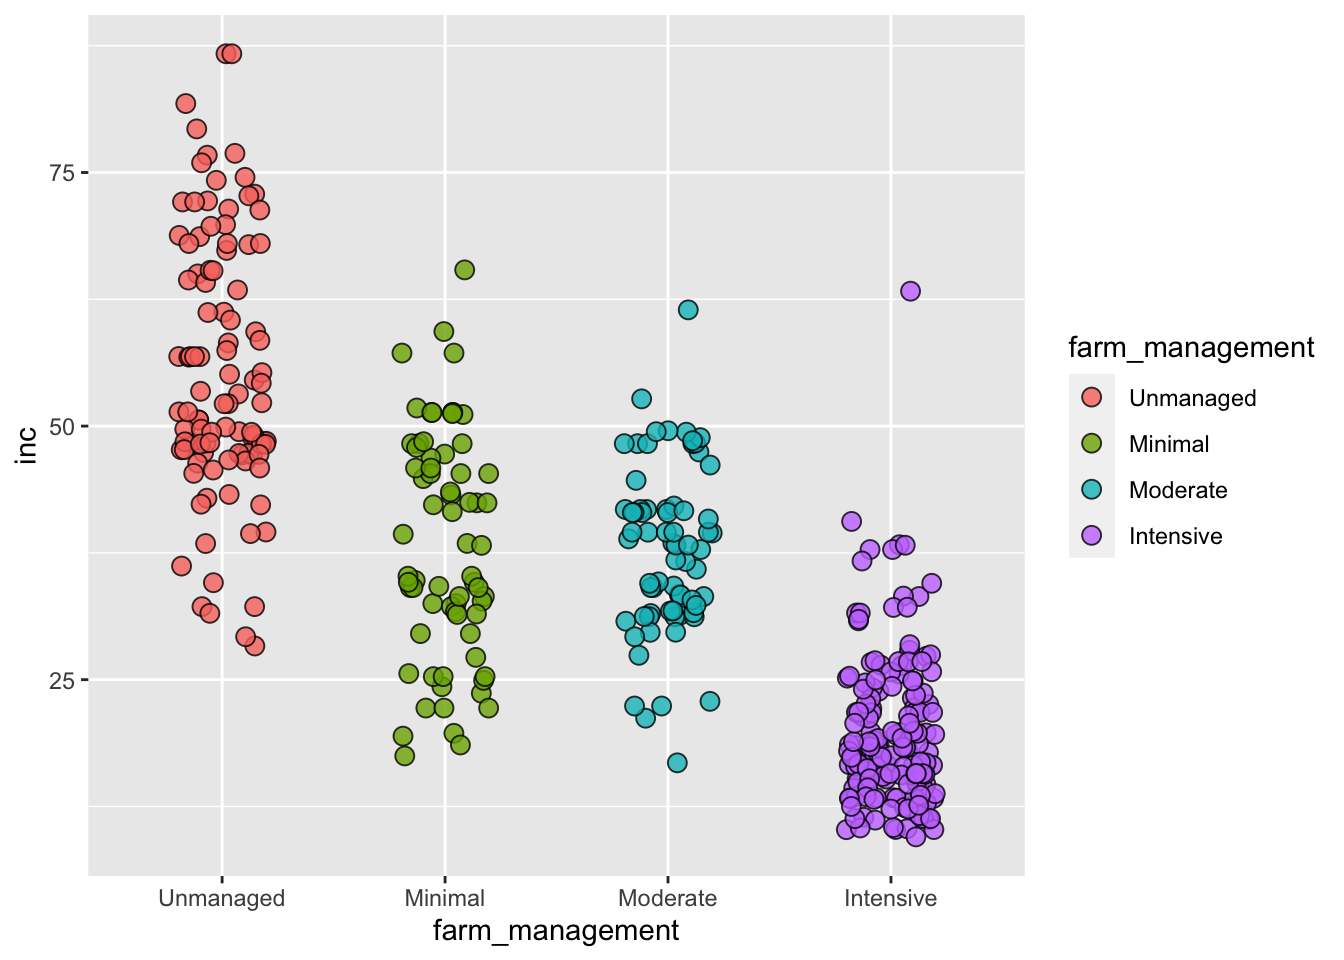 75
50
25
inc
Unmanaged
Minimal
Moderate
Intensive
farm_management
farm_management
Unmanaged
Minimal
Moderate
Intensive